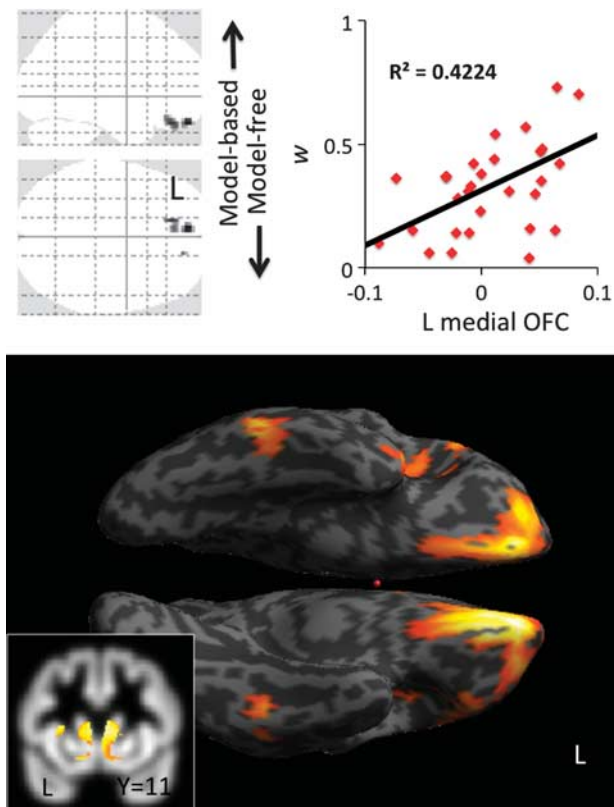 L
Model-based
Model-free
1
R² = 0.4224
w
0.5
0
-0.1
0
0.1
L medial OFC
L
Y=11
L